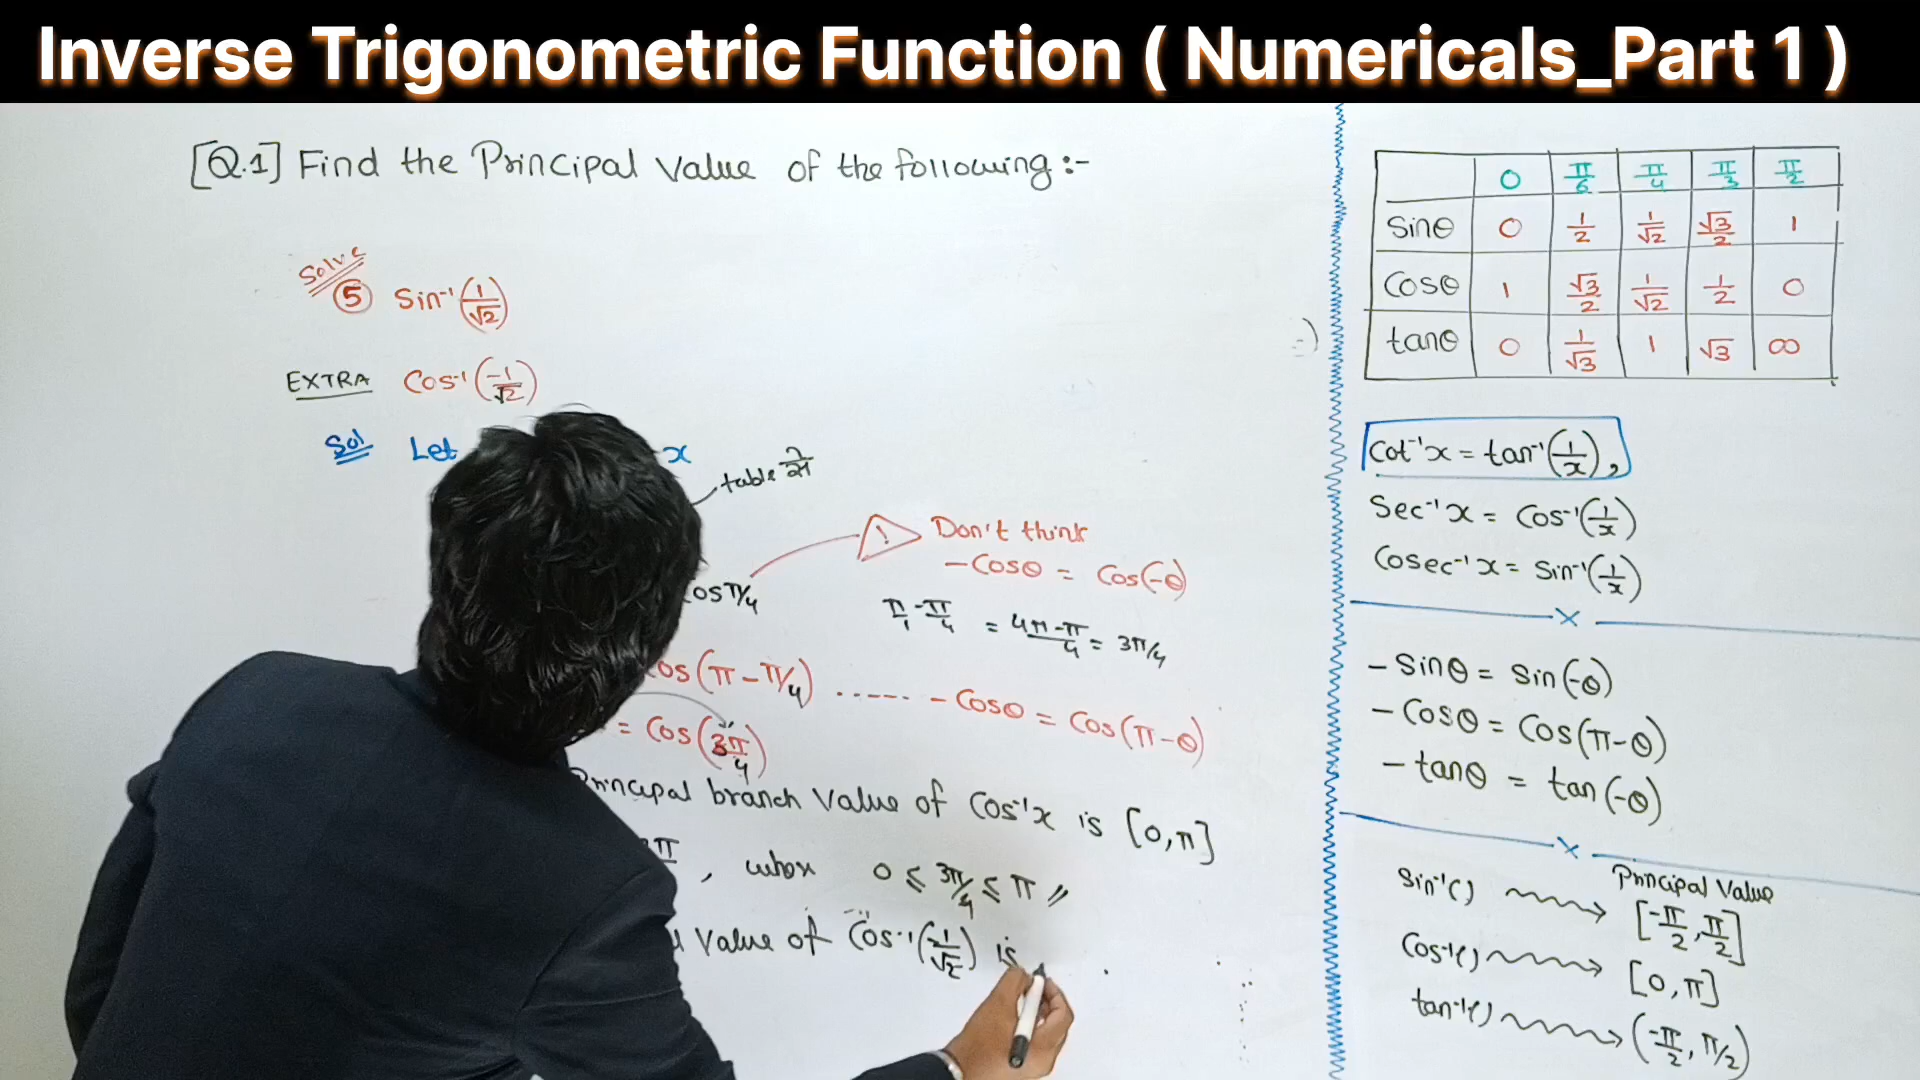 Inverse Trigonometric Function ( Numericals_Part 1 )
[Q.1] Find the Principal Value of the following :-
Solve
⑤ Sin⁻¹(1/√2)
EXTRA Cos⁻¹(-1/√2)
Sol Let x
table से
! Don't think
-Cosθ = Cos(-θ)
cosπ/4
π/1 - π/4 = 4π-π/4 = 3π/4
cos(π-π/4) ...... -Cosθ = Cos(π-θ)
= Cos(3π/4)
Principal branch Value of Cos⁻¹x is [0,π]
3π , when 0 ≤ 3π/4 ≤ π //
Value of Cos⁻¹(-1/√2) is
0 π/6 π/4 π/3 π/2
Sinθ 0 1/2 1/√2 √3/2 1
Cosθ 1 √3/2 1/√2 1/2 0
tanθ 0 1/√3 1 √3 ∞
Cot⁻¹x = tan⁻¹(1/x),
Sec⁻¹x = Cos⁻¹(1/x)
Cosec⁻¹x = Sin⁻¹(1/x)
-Sinθ = Sin(-θ)
-Cosθ = Cos(π-θ)
-tanθ = tan(-θ)
Principal Value
Sin⁻¹() [-π/2, π/2]
Cos⁻¹() [0,π]
tan⁻¹() (-π/2, π/2)